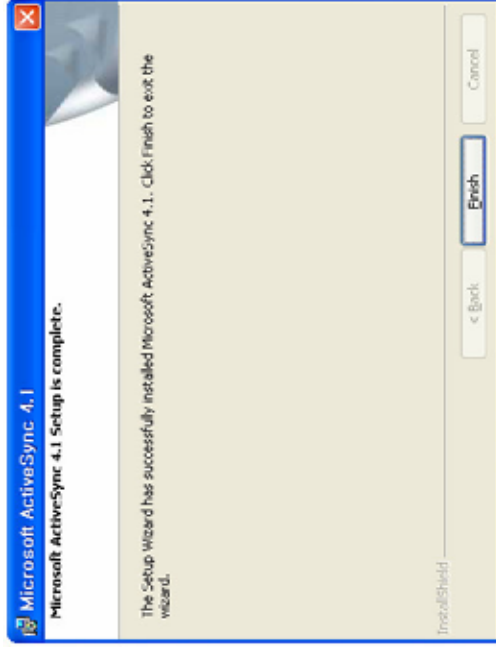 Microsoft ActiveSync 4.1
Microsoft ActiveSync 4.1 Setup is complete.
The Setup Wizard has successfully installed Microsoft ActiveSync 4.1. Click Finish to exit the
wizard.
InstallShield
< Back
Finish
Cancel